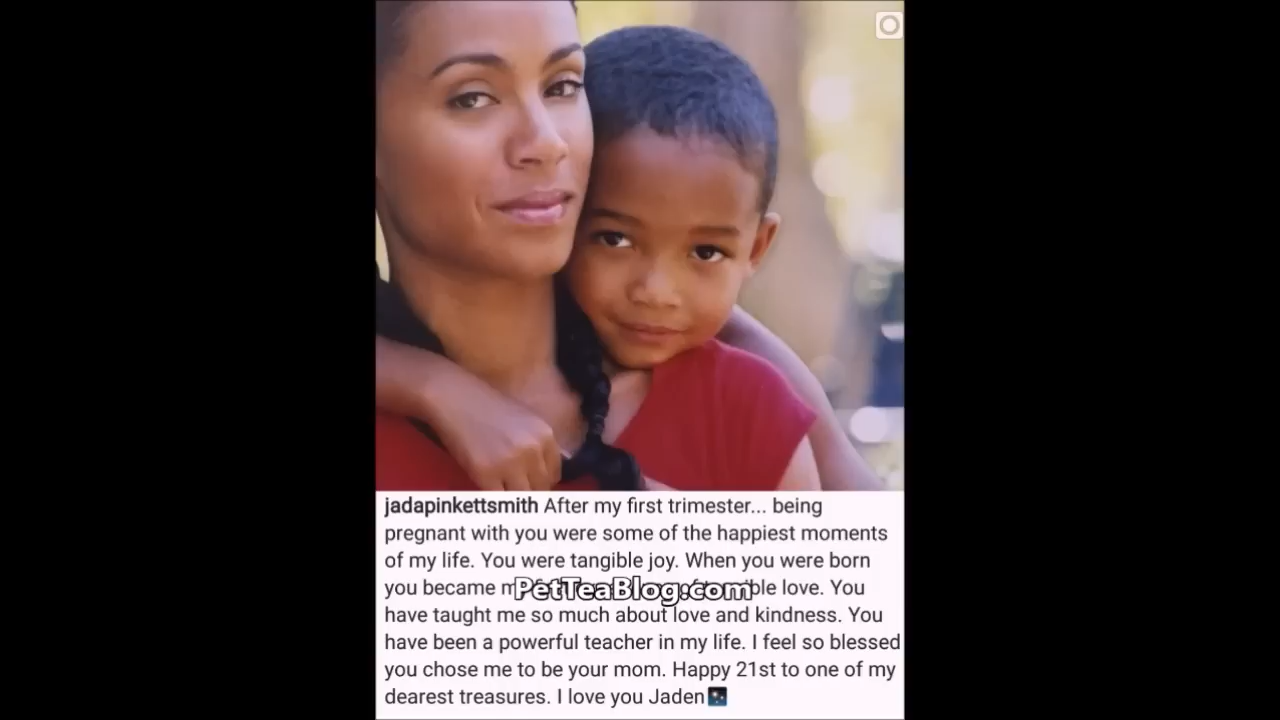 jadapinkettsmith After my first trimester... being
pregnant with you were some of the happiest moments
of my life. You were tangible joy. When you were born
you became love. You
PetTeaBlog.com
have taught me so much about love and kindness. You
have been a powerful teacher in my life. I feel so blessed
you chose me to be your mom. Happy 21st to one of my
dearest treasures. I love you Jaden